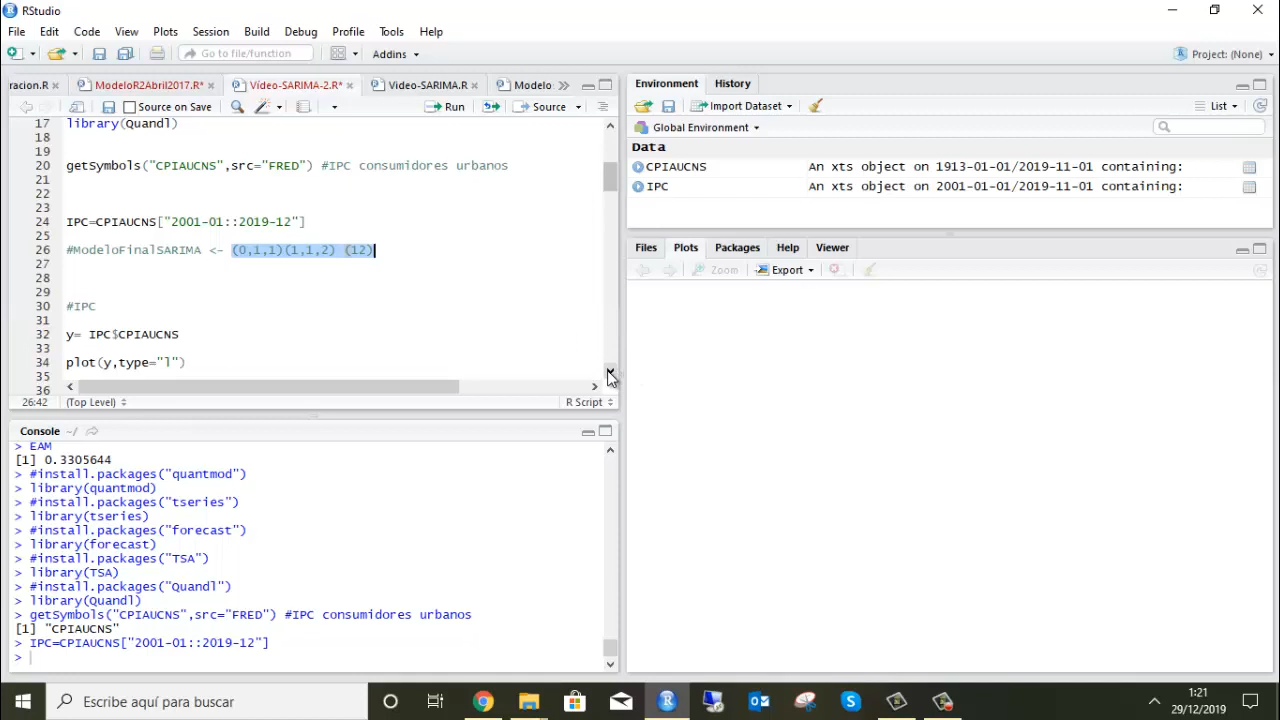 RStudio
File Edit Code View Plots Session Build Debug Profile Tools Help
Go to file/function Addins Project: (None)
racion.R ModeloR2Abril2017.R* Vídeo-SARIMA-2.R* Video-SARIMA.R Modelo
Source on Save Run Source
17 library(Quandl)
18
19
20 getSymbols("CPIAUCNS",src="FRED") #IPC consumidores urbanos
21
22
23
24 IPC=CPIAUCNS["2001-01::2019-12"]
25
26 #ModeloFinalSARIMA <- (0,1,1)(1,1,2) (12)
27
28
29
30 #IPC
31
32 y= IPC$CPIAUCNS
33
34 plot(y,type="l")
35
36
26:42 (Top Level) R Script
Console ~/
> EAM
[1] 0.3305644
> #install.packages("quantmod")
> library(quantmod)
> #install.packages("tseries")
> library(tseries)
> #install.packages("forecast")
> library(forecast)
> #install.packages("TSA")
> library(TSA)
> #install.packages("Quandl")
> library(Quandl)
> getSymbols("CPIAUCNS",src="FRED") #IPC consumidores urbanos
[1] "CPIAUCNS"
> IPC=CPIAUCNS["2001-01::2019-12"]
>
Environment History
Import Dataset List
Global Environment
Data
CPIAUCNS An xts object on 1913-01-01/2019-11-01 containing:
IPC An xts object on 2001-01-01/2019-11-01 containing:
Files Plots Packages Help Viewer
Zoom Export
Escribe aquí para buscar
1:21
29/12/2019